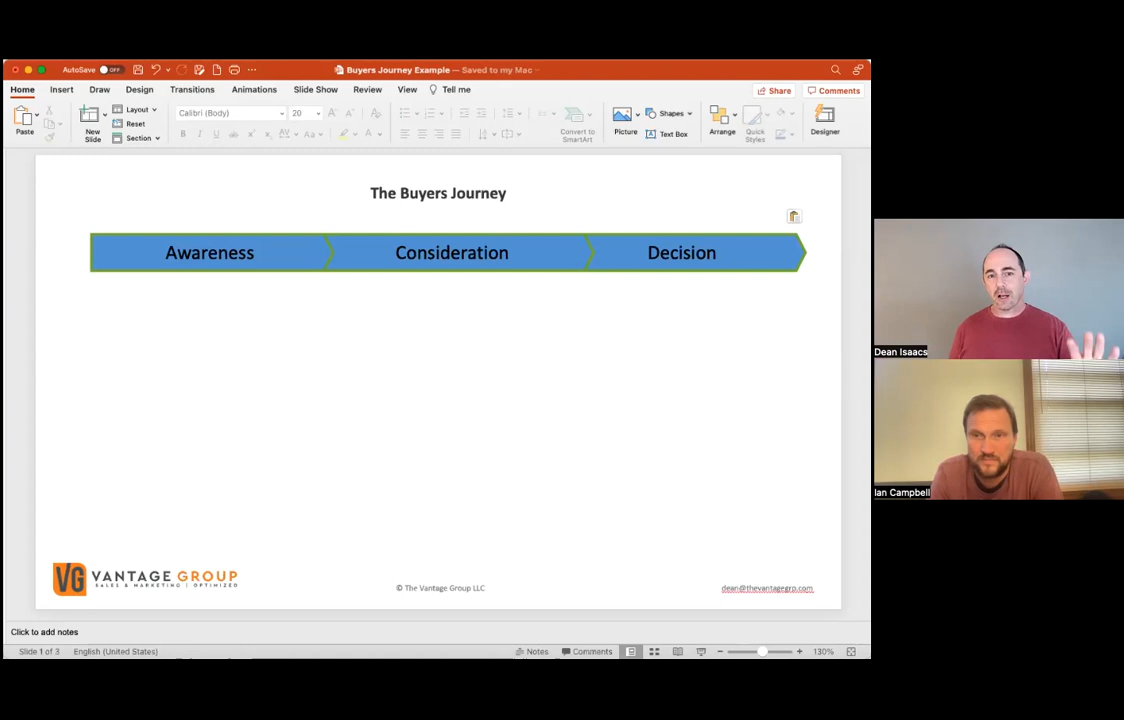 AutoSave OFF
Buyers Journey Example — Saved to my Mac
Home Insert Draw Design Transitions Animations Slide Show Review View Tell me
Share Comments
Paste
New Slide
Layout
Reset
Section
Calibri (Body) 20
Convert to SmartArt
Picture
Shapes
Text Box
Arrange
Quick Styles
Designer
The Buyers Journey
Awareness Consideration Decision
Dean Isaacs
Ian Campbell
VG VANTAGE GROUP
SALES & MARKETING | OPTIMIZED
© The Vantage Group LLC
dean@thevantagegrp.com
Click to add notes
Slide 1 of 3 English (United States) Notes Comments 130%